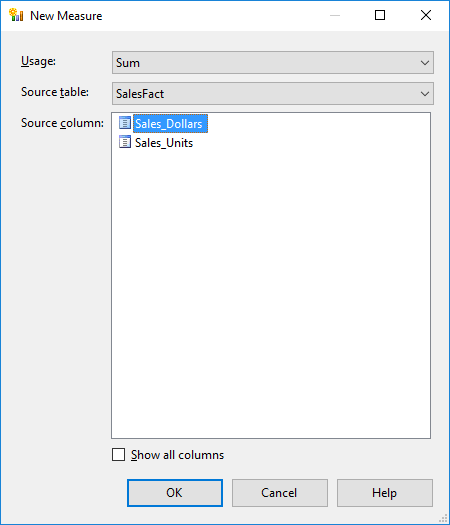 New Measure
Usage: Sum
Source table: SalesFact
Source column: Sales_Dollars
Sales_Units
Show all columns
OK Cancel Help